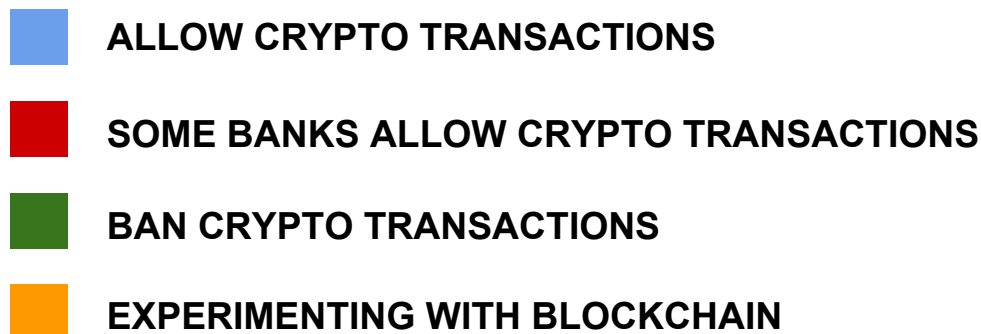 ALLOW CRYPTO TRANSACTIONS
SOME BANKS ALLOW CRYPTO TRANSACTIONS
BAN CRYPTO TRANSACTIONS
EXPERIMENTING WITH BLOCKCHAIN